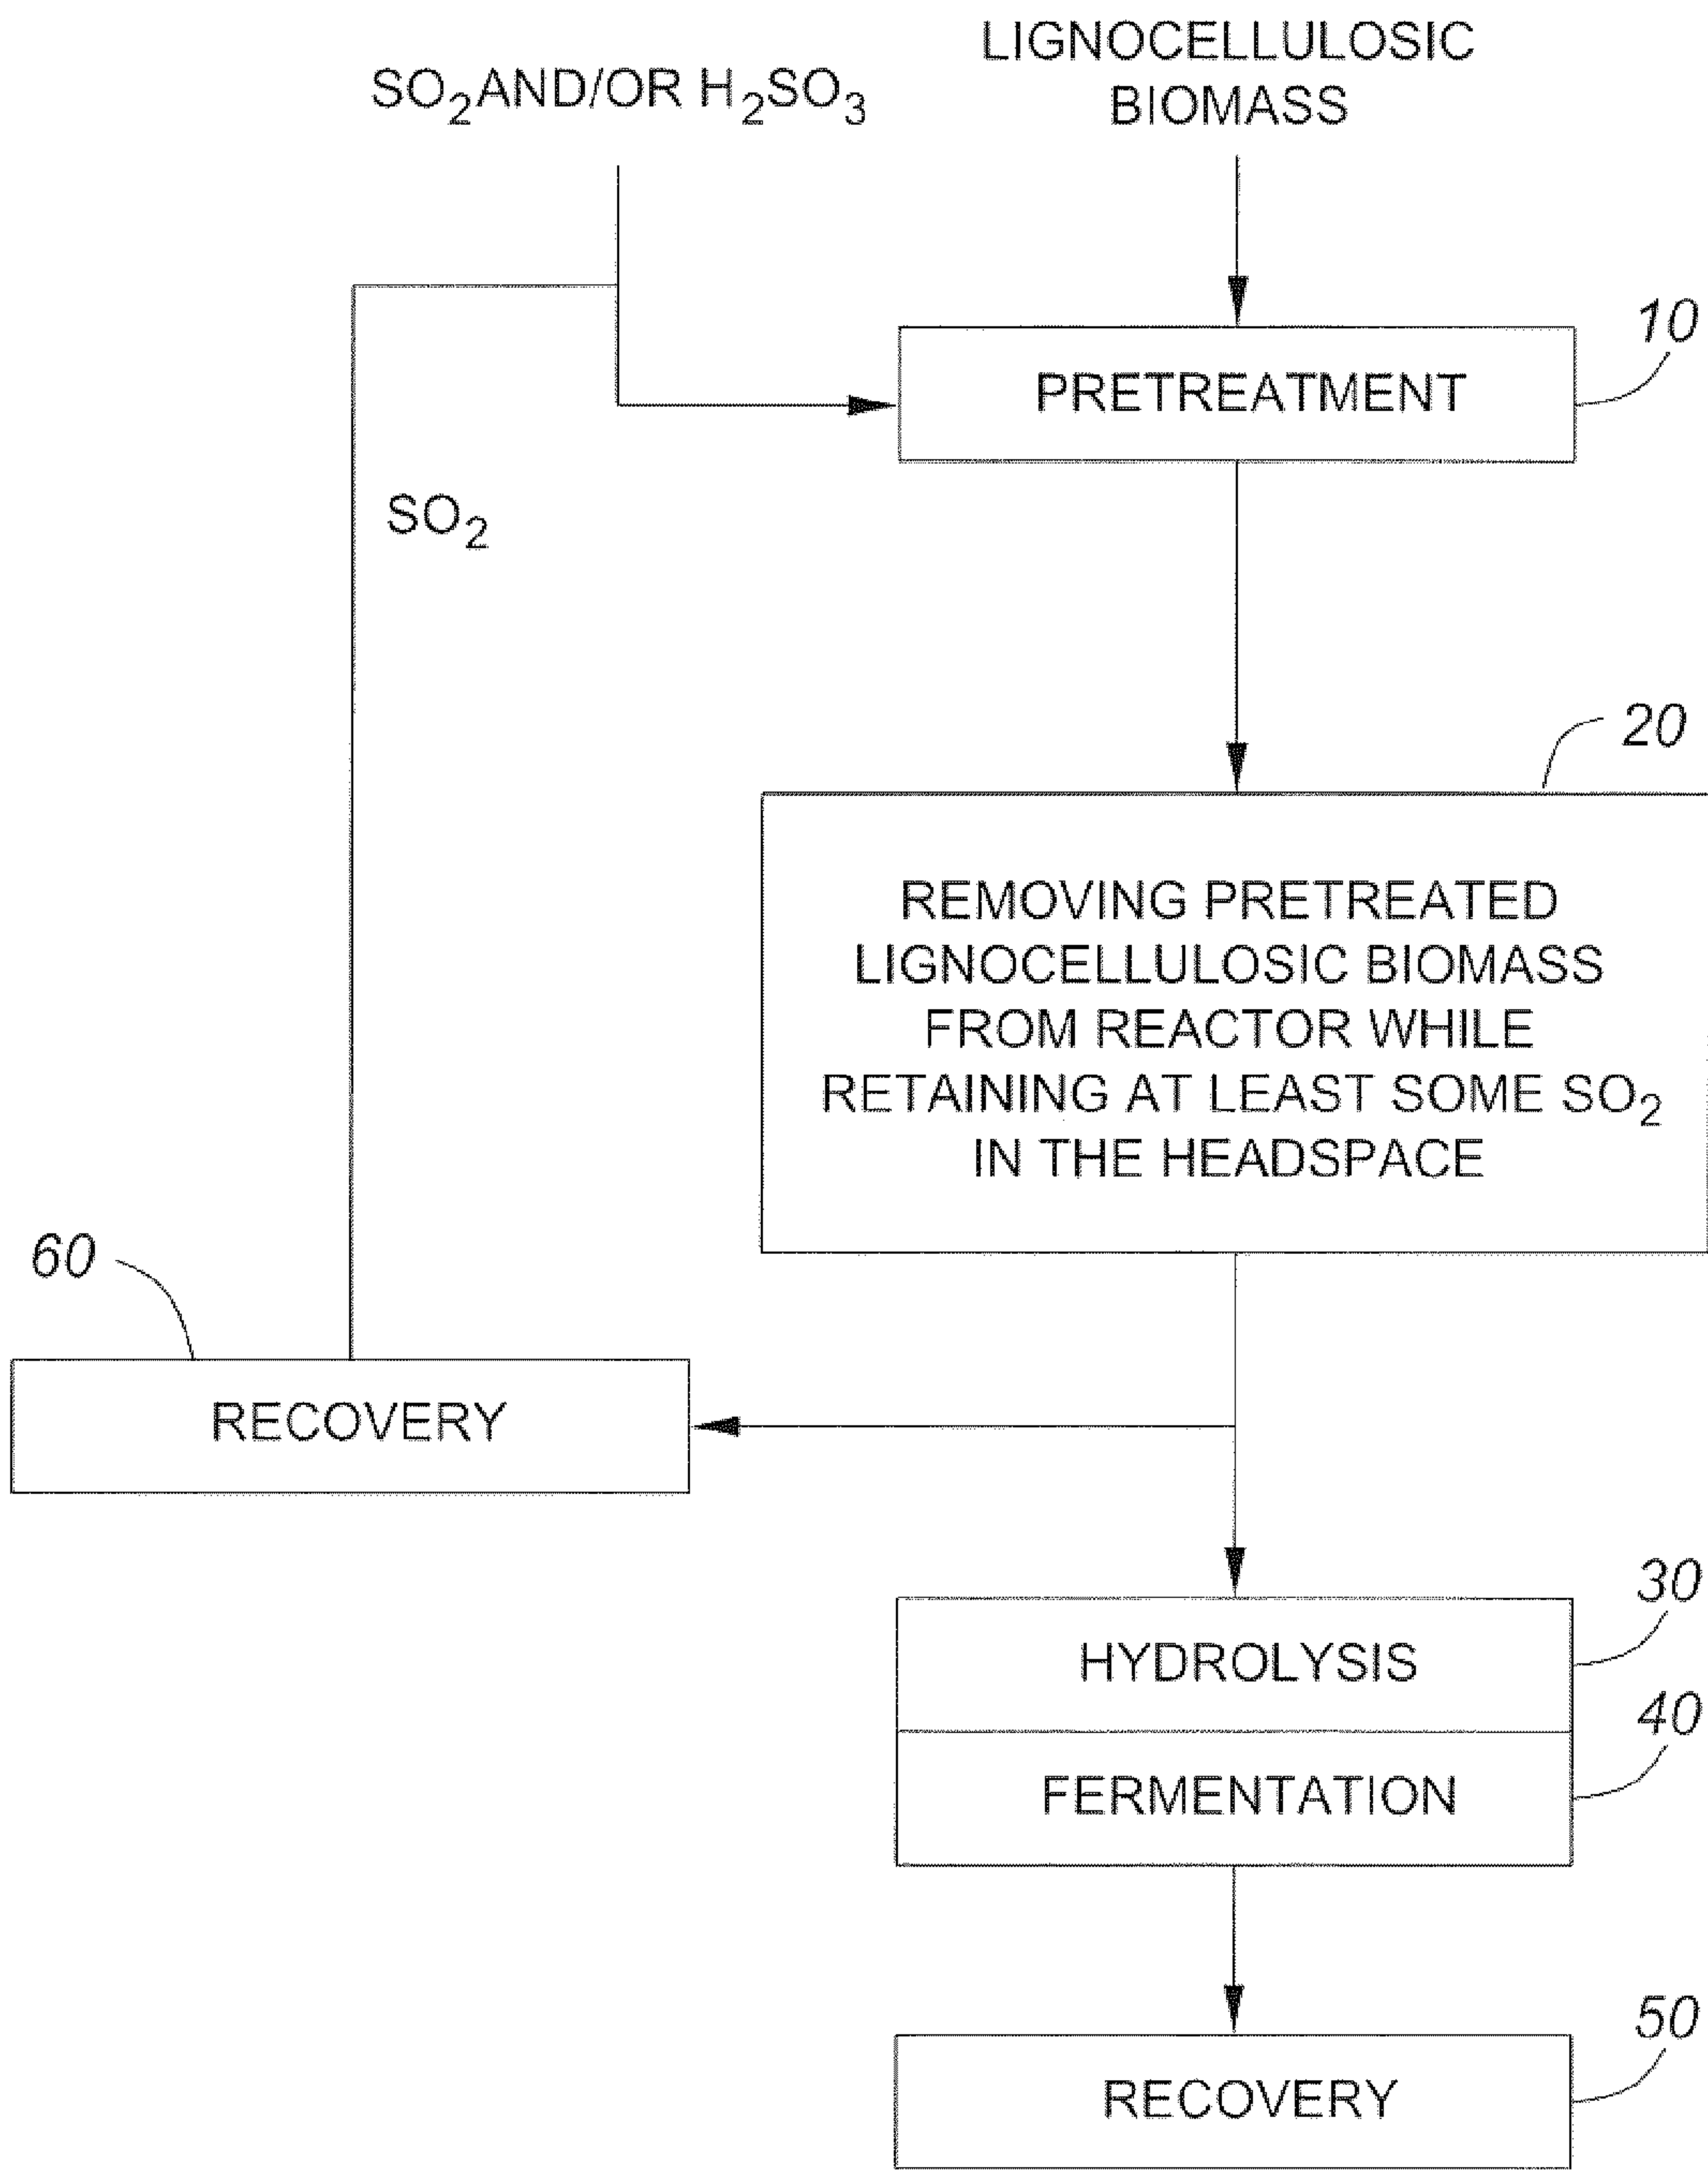 LIGNOCELLULOSIC
BIOMASS
SO₂AND/OR H₂SO₃
10
PRETREATMENT
SO₂
20
REMOVING PRETREATED
LIGNOCELLULOSIC BIOMASS
FROM REACTOR WHILE
RETAINING AT LEAST SOME SO₂
IN THE HEADSPACE
60
RECOVERY
30
HYDROLYSIS
40
FERMENTATION
50
RECOVERY